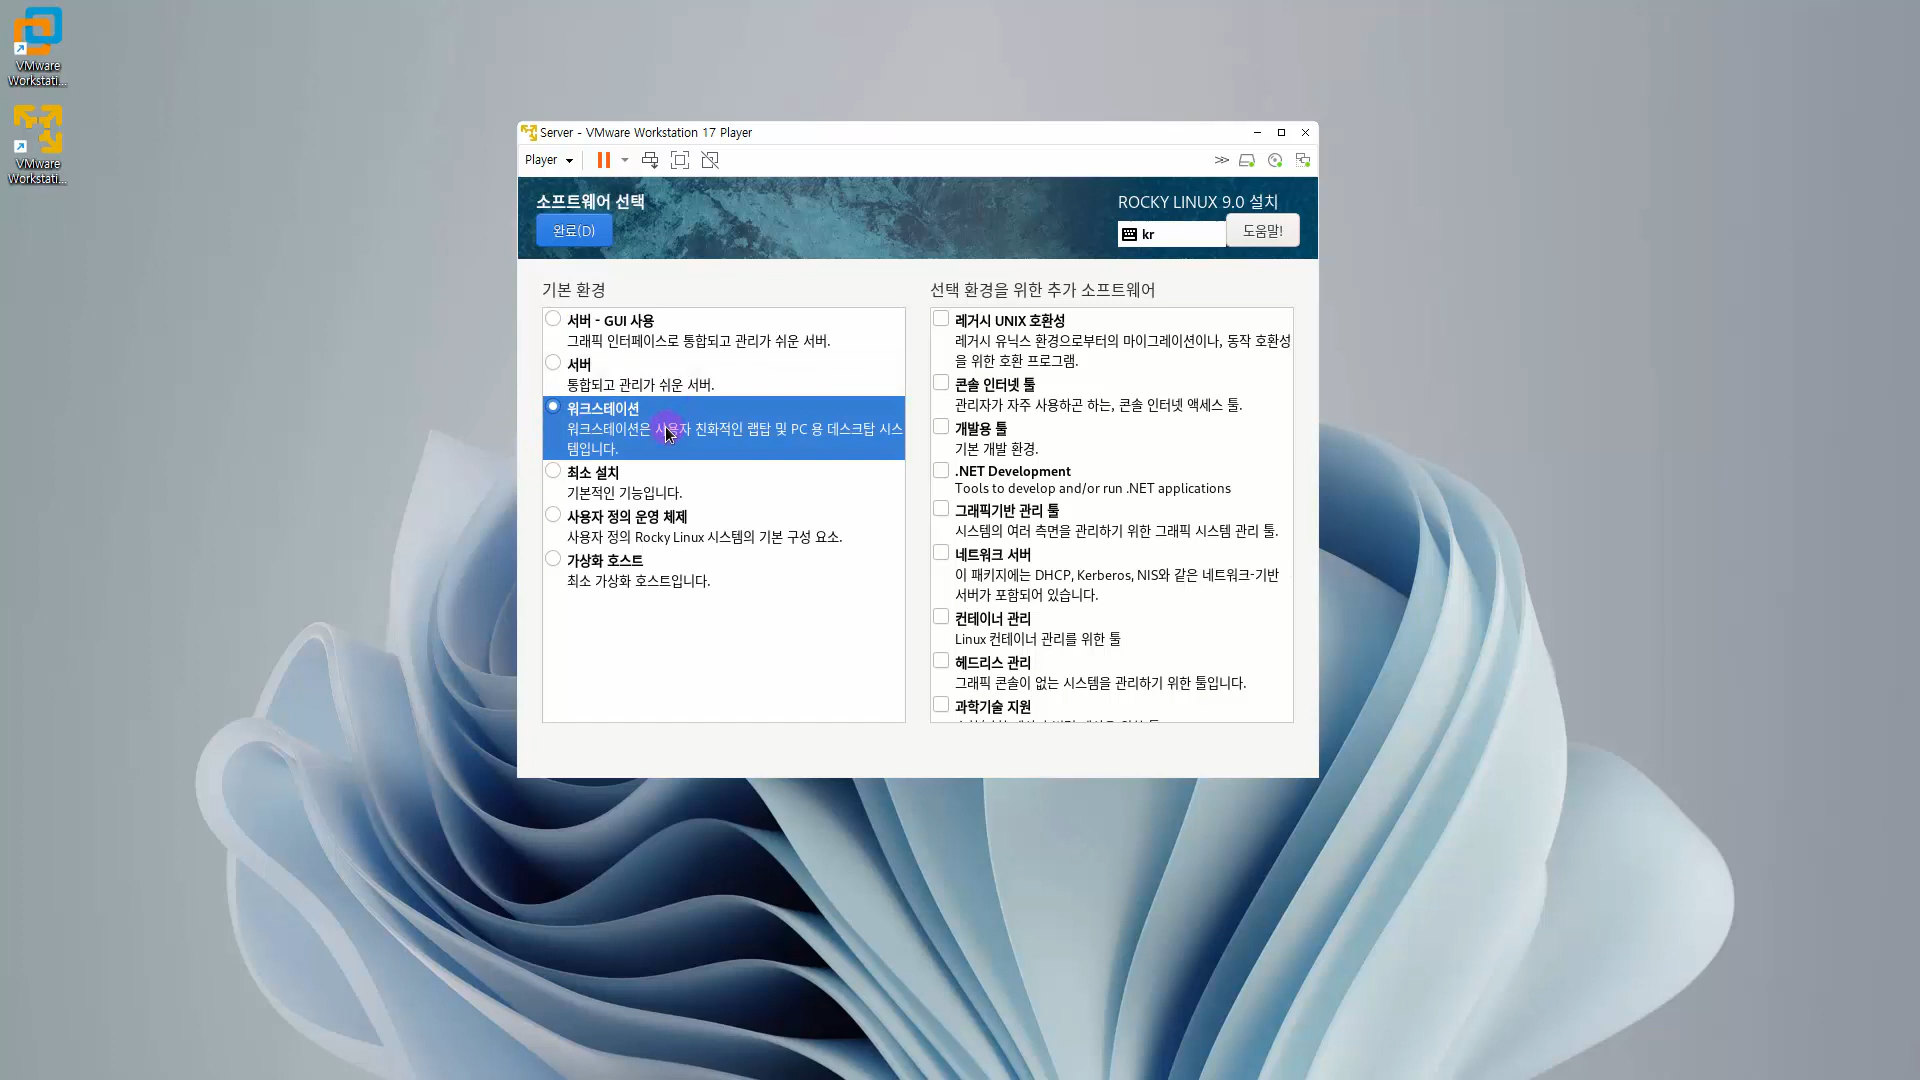 VMware
Workstati...
VMware
Workstati...
Server - VMware Workstation 17 Player
Player
소프트웨어 선택
완료(D)
ROCKY LINUX 9.0 설치
kr
도움말!
기본 환경
서버 - GUI 사용
그래픽 인터페이스로 통합되고 관리가 쉬운 서버.
서버
통합되고 관리가 쉬운 서버.
워크스테이션
워크스테이션은 사용자 친화적인 랩탑 및 PC 용 데스크탑 시스
템입니다.
최소 설치
기본적인 기능입니다.
사용자 정의 운영 체제
사용자 정의 Rocky Linux 시스템의 기본 구성 요소.
가상화 호스트
최소 가상화 호스트입니다.
선택 환경을 위한 추가 소프트웨어
레거시 UNIX 호환성
레거시 유닉스 환경으로부터의 마이그레이션이나, 동작 호환성
을 위한 호환 프로그램.
콘솔 인터넷 툴
관리자가 자주 사용하곤 하는, 콘솔 인터넷 액세스 툴.
개발용 툴
기본 개발 환경.
.NET Development
Tools to develop and/or run .NET applications
그래픽기반 관리 툴
시스템의 여러 측면을 관리하기 위한 그래픽 시스템 관리 툴.
네트워크 서버
이 패키지에는 DHCP, Kerberos, NIS와 같은 네트워크-기반
서버가 포함되어 있습니다.
컨테이너 관리
Linux 컨테이너 관리를 위한 툴
헤드리스 관리
그래픽 콘솔이 없는 시스템을 관리하기 위한 툴입니다.
과학기술 지원